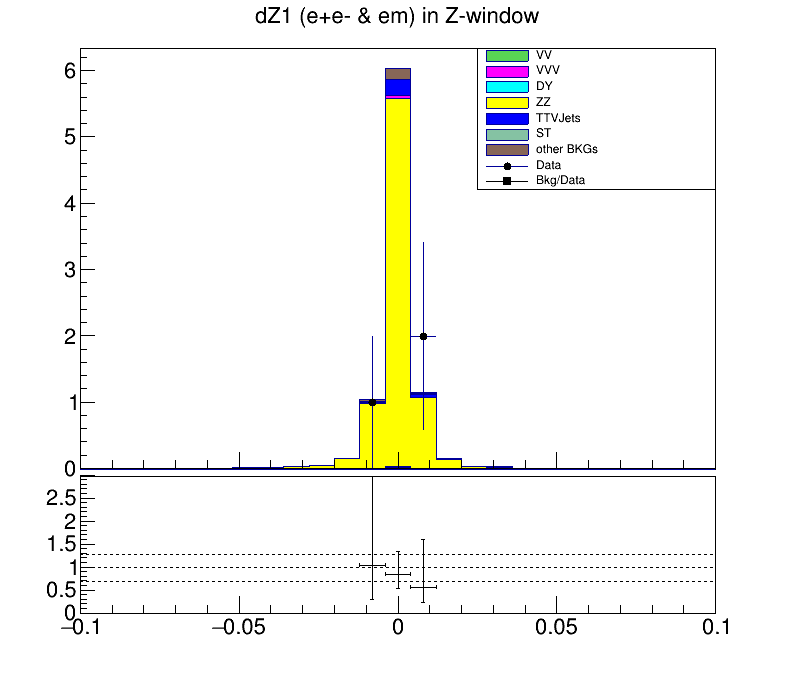 dZ1 (e+e- & em) in Z-window
VV
VVV
DY
ZZ
TTVJets
ST
other BKGs
Data
Bkg/Data
6
5
4
3
2
1
0
2.5
2
1.5
1
0.5
0
−0.1 −0.05 0 0.05 0.1